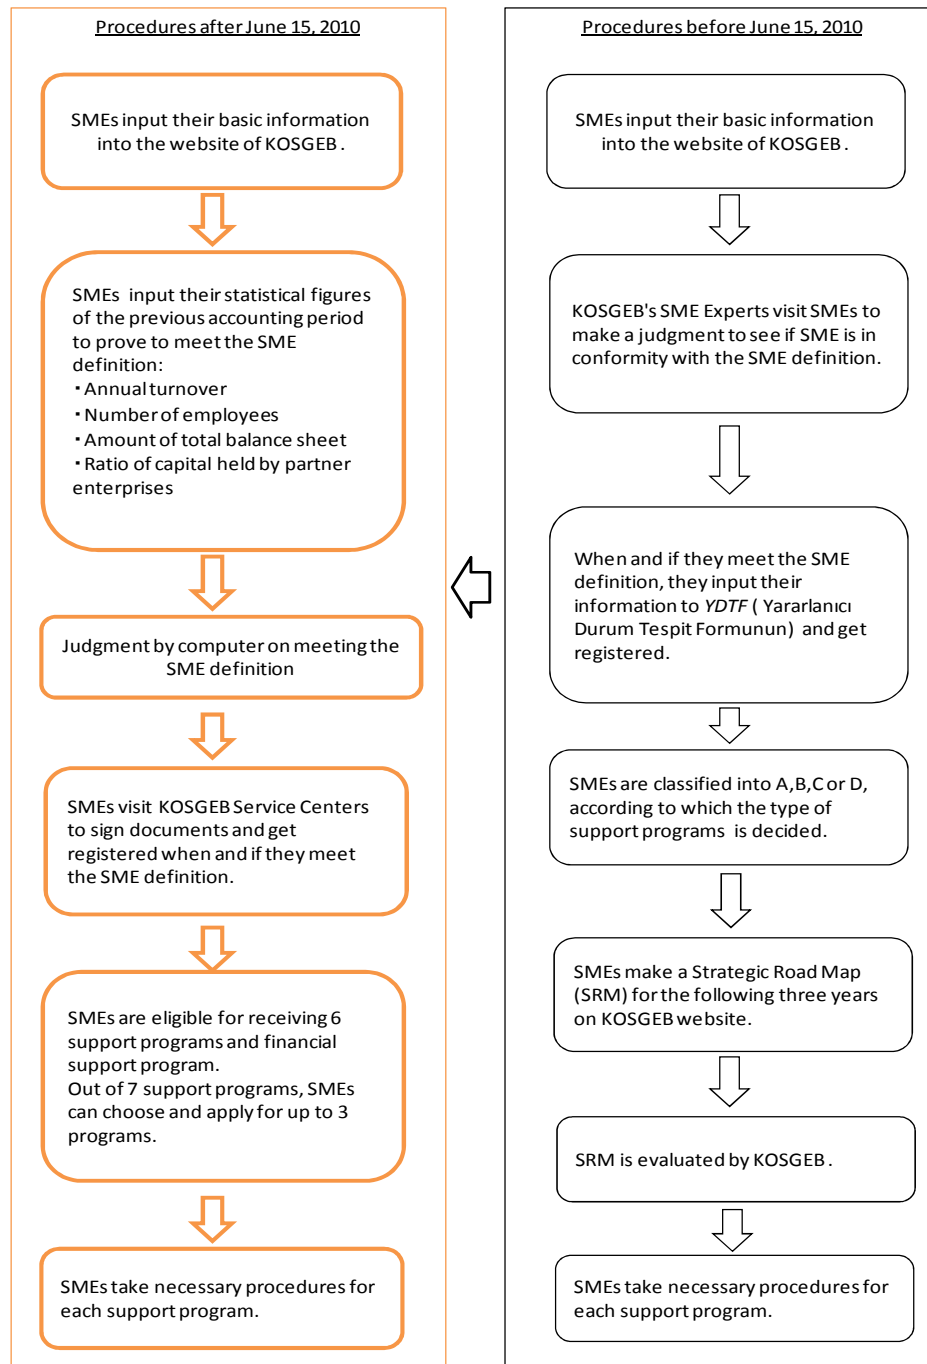 Procedures after June 15, 2010
SMEs input their basic information
into the website of KOSGEB .
SMEs input their statistical figures
of the previous accounting period
to prove to meet the SME
definition:
・Annual turnover
・Number of employees
・Amount of total balance sheet
・Ratio of capital held by partner
enterprises
Judgment by computer on meeting the
SME definition
SMEs visit KOSGEB Service Centers
to sign documents and get
registered when and if they meet
the SME definition.
SMEs are eligible for receiving 6
support programs and financial
support program.
Out of 7 support programs, SMEs
can choose and apply for up to 3
programs.
SMEs take necessary procedures for
each support program.
Procedures before June 15, 2010
SMEs input their basic information
into the website of KOSGEB .
KOSGEB's SME Experts visit SMEs to
make a judgment to see if SME is in
conformity with the SME definition.
When and if they meet the SME
definition, they input their
information to YDTF ( Yararlanıcı
Durum Tespit Formunun) and get
registered.
SMEs are classified into A,B,C or D,
according to which the type of
support programs is decided.
SMEs make a Strategic Road Map
(SRM) for the following three years
on KOSGEB website.
SRM is evaluated by KOSGEB .
SMEs take necessary procedures for
each support program.